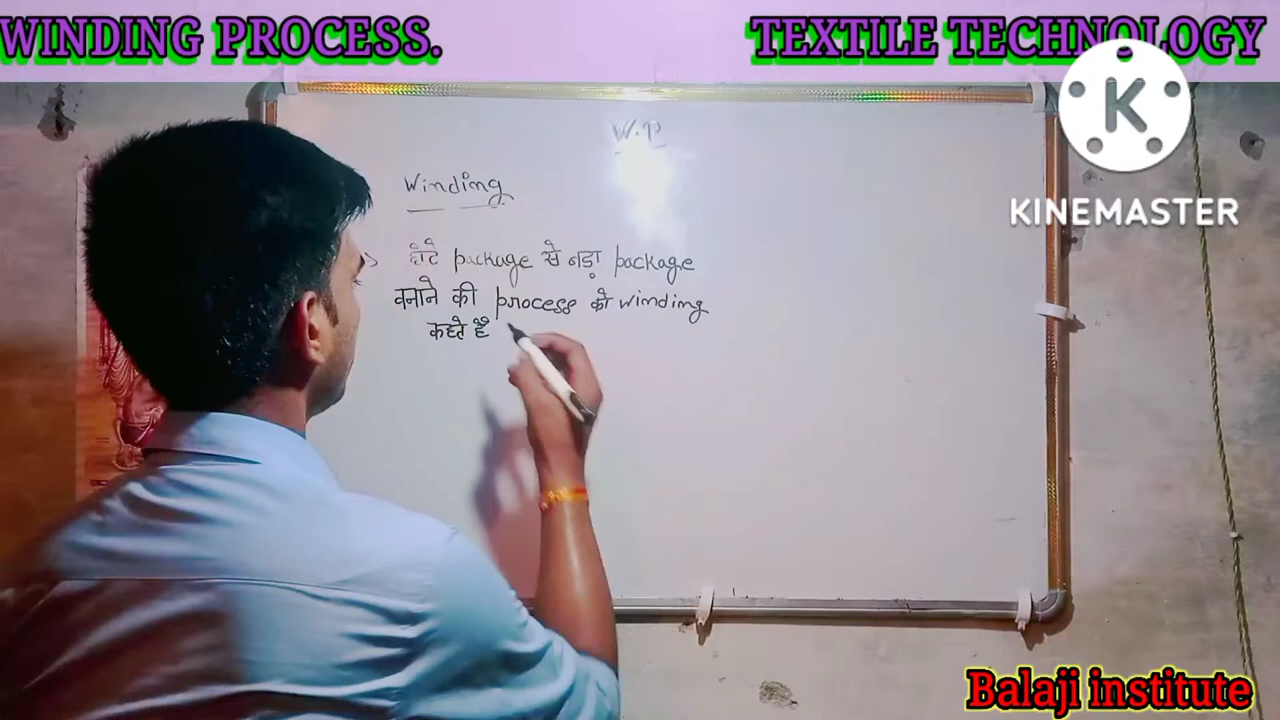 WINDING PROCESS.
TEXTILE TECHNOLOGY
K
KINEMASTER
W.P
Winding
> छोटे package से बड़ा package
बनाने की process को winding
कहते है
Balaji institute